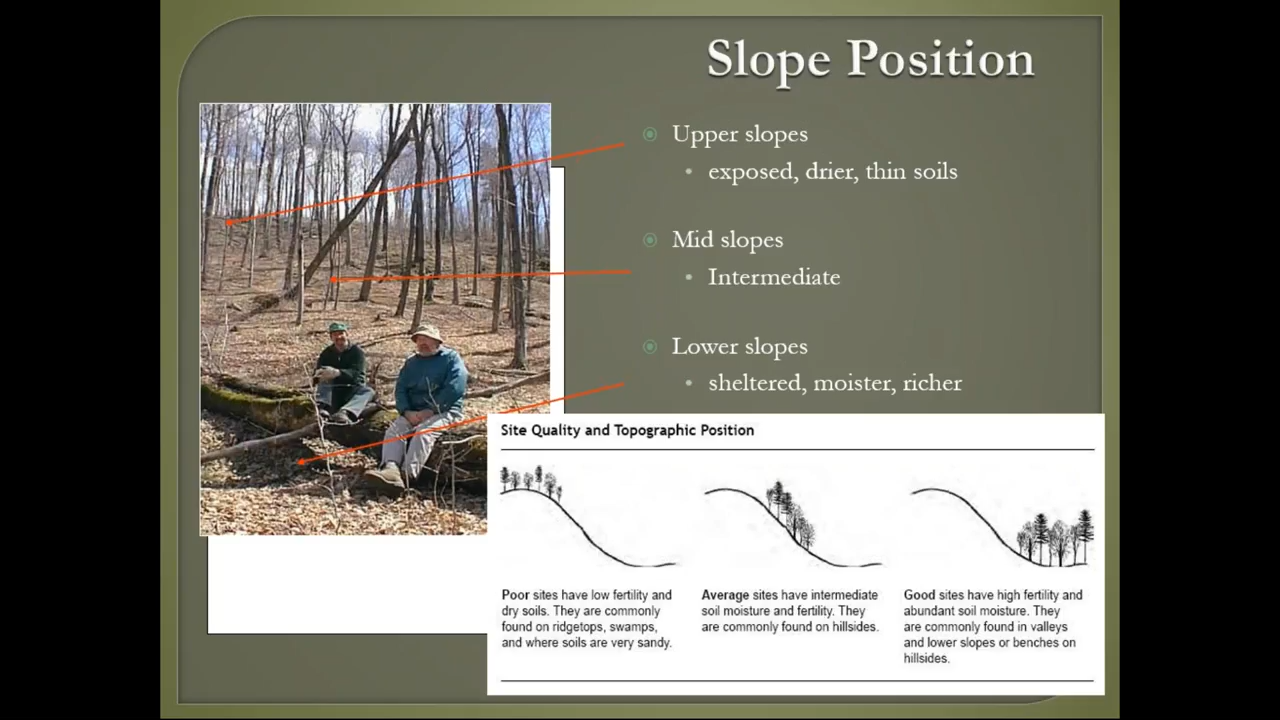 Slope Position
Upper slopes
exposed, drier, thin soils
Mid slopes
Intermediate
Lower slopes
sheltered, moister, richer
Site Quality and Topographic Position
Poor sites have low fertility and
dry soils. They are commonly
found on ridgetops, swamps,
and where soils are very sandy.
Average sites have intermediate
soil moisture and fertility. They
are commonly found on hillsides.
Good sites have high fertility and
abundant soil moisture. They
are commonly found in valleys
and lower slopes or benches on
hillsides.